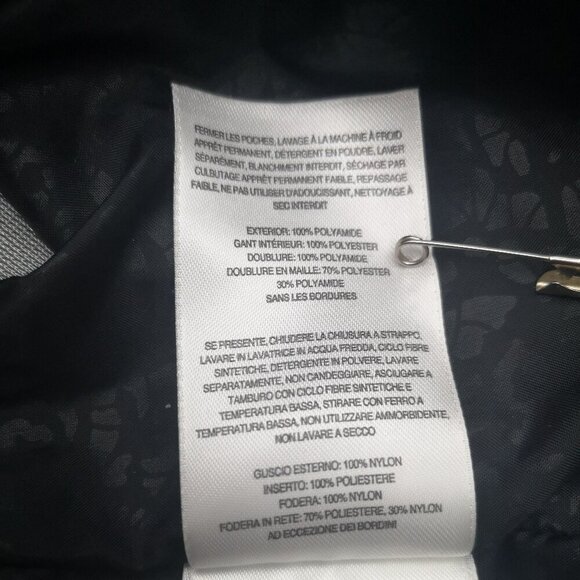 FERMER LES POCHES, LAVAGE À LA MACHINE À FROID
APPRÊT PERMANENT, DÉTERGENT EN POUDRE, LAVER
SÉPARÉMENT, BLANCHIMENT INTERDIT, SÉCHAGE PAR
CULBUTAGE APPRÊT PERMANENT FAIBLE, REPASSAGE
FAIBLE, NE PAS UTILISER D'ADOUCISSANT, NETTOYAGE À
SEC INTERDIT
EXTERIOR: 100% POLYAMIDE
GANT INTÉRIEUR: 100% POLYESTER
DOUBLURE: 100% POLYAMIDE
DOUBLURE EN MAILLE: 70% POLYESTER
30% POLYAMIDE
SANS LES BORDURES
SE PRESENTE, CHIUDERE LA CHIUSURA A STRAPPO,
LAVARE IN LAVATRICE IN ACQUA FREDDA, CICLO FIBRE
SINTETICHE, DETERGENTE IN POLVERE, LAVARE
SEPARATAMENTE, NON CANDEGGIARE, ASCIUGARE A
TAMBURO CON CICLO FIBRE SINTETICHE E
TEMPERATURA BASSA, STIRARE CON FERRO A
TEMPERATURA BASSA, NON UTILIZZARE AMMORBIDENTE,
NON LAVARE A SECCO
GUSCIO ESTERNO: 100% NYLON
INSERTO: 100% POLIESTERE
FODERA: 100% NYLON
FODERA IN RETE: 70% POLIESTERE, 30% NYLON
AD ECCEZIONE DEI BORDINI